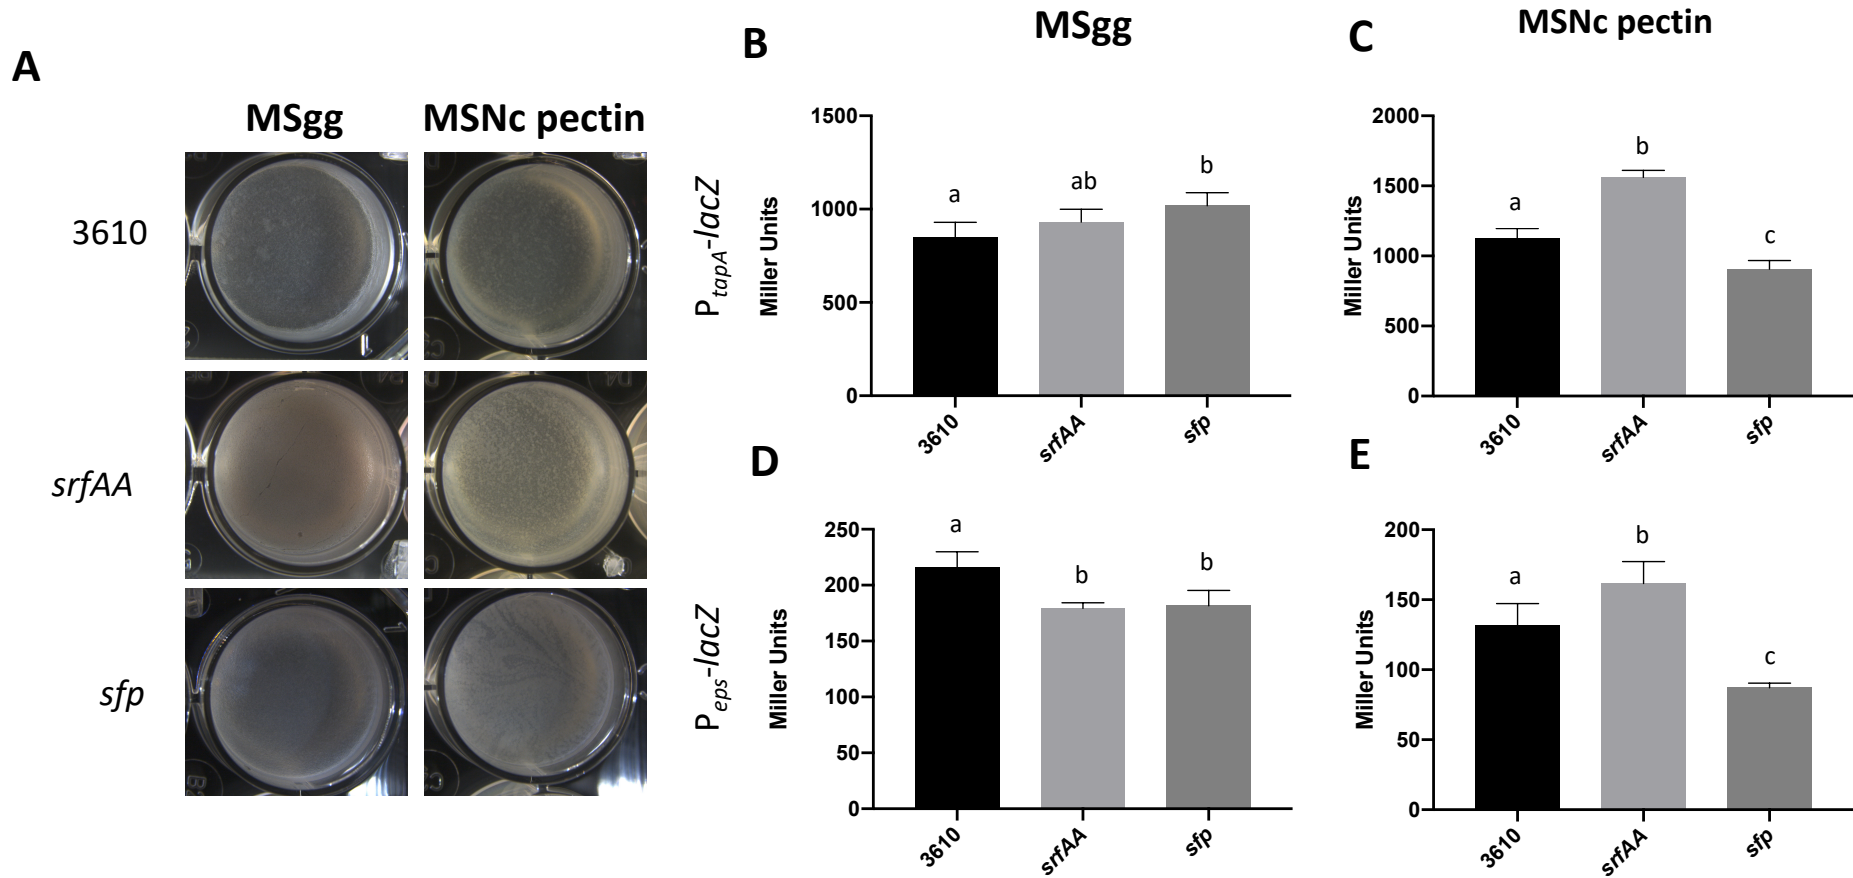 A
MSgg
MSNc pectin
3610
srfAA
sfp
B
MSgg
P_tapA-lacZ
Miller Units
1500
1000
500
0
a
ab
b
3610
srfAA
sfp
C
MSNc pectin
Miller Units
2000
1500
1000
500
0
a
b
c
3610
srfAA
sfp
D
P_eps-lacZ
Miller Units
250
200
150
100
50
0
a
b
b
3610
srfAA
sfp
E
Miller Units
200
150
100
50
0
a
b
c
3610
srfAA
sfp